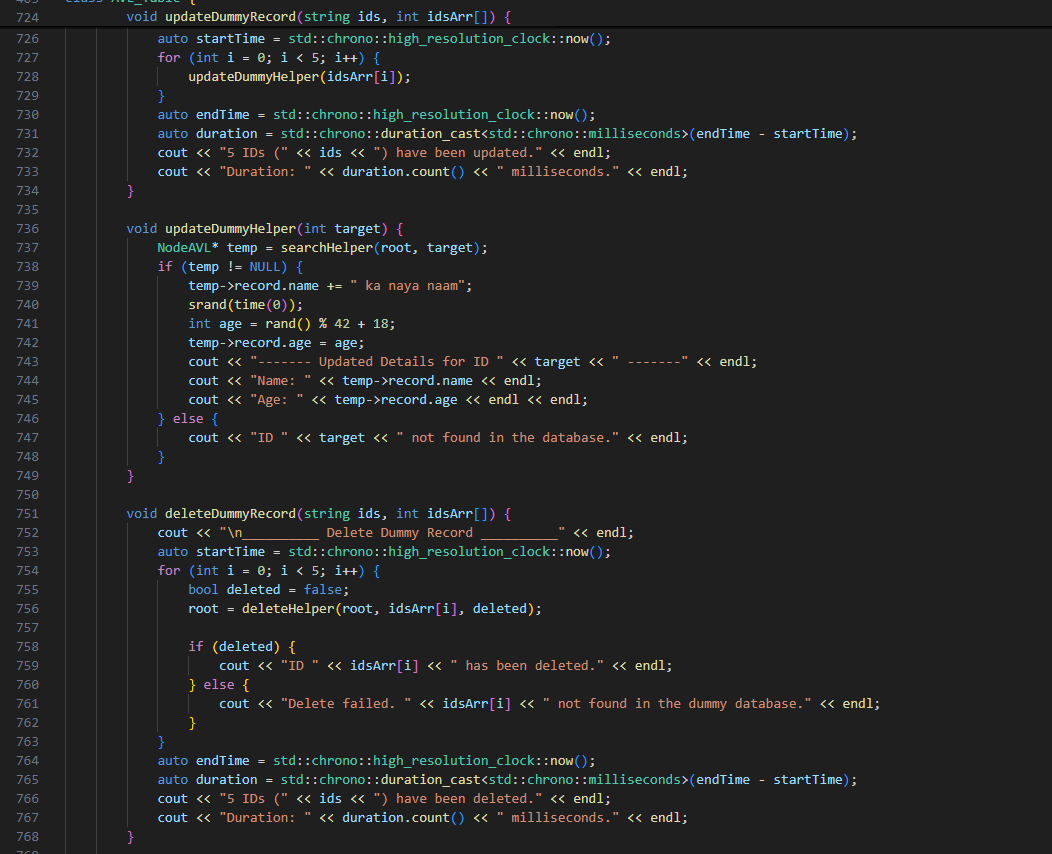 724 void updateDummyRecord(string ids, int idsArr[]) {
726 auto startTime = std::chrono::high_resolution_clock::now();
727 for (int i = 0; i < 5; i++) {
728 updateDummyHelper(idsArr[i]);
729 }
730 auto endTime = std::chrono::high_resolution_clock::now();
731 auto duration = std::chrono::duration_cast<std::chrono::milliseconds>(endTime - startTime);
732 cout << "5 IDs (" << ids << ") have been updated." << endl;
733 cout << "Duration: " << duration.count() << " milliseconds." << endl;
734 }
735
736 void updateDummyHelper(int target) {
737 NodeAVL* temp = searchHelper(root, target);
738 if (temp != NULL) {
739 temp->record.name += " ka naya naam";
740 srand(time(0));
741 int age = rand() % 42 + 18;
742 temp->record.age = age;
743 cout << "------- Updated Details for ID " << target << " -------" << endl;
744 cout << "Name: " << temp->record.name << endl;
745 cout << "Age: " << temp->record.age << endl << endl;
746 } else {
747 cout << "ID " << target << " not found in the database." << endl;
748 }
749 }
750
751 void deleteDummyRecord(string ids, int idsArr[]) {
752 cout << "\n__________ Delete Dummy Record __________" << endl;
753 auto startTime = std::chrono::high_resolution_clock::now();
754 for (int i = 0; i < 5; i++) {
755 bool deleted = false;
756 root = deleteHelper(root, idsArr[i], deleted);
757
758 if (deleted) {
759 cout << "ID " << idsArr[i] << " has been deleted." << endl;
760 } else {
761 cout << "Delete failed. " << idsArr[i] << " not found in the dummy database." << endl;
762 }
763 }
764 auto endTime = std::chrono::high_resolution_clock::now();
765 auto duration = std::chrono::duration_cast<std::chrono::milliseconds>(endTime - startTime);
766 cout << "5 IDs (" << ids << ") have been deleted." << endl;
767 cout << "Duration: " << duration.count() << " milliseconds." << endl;
768 }